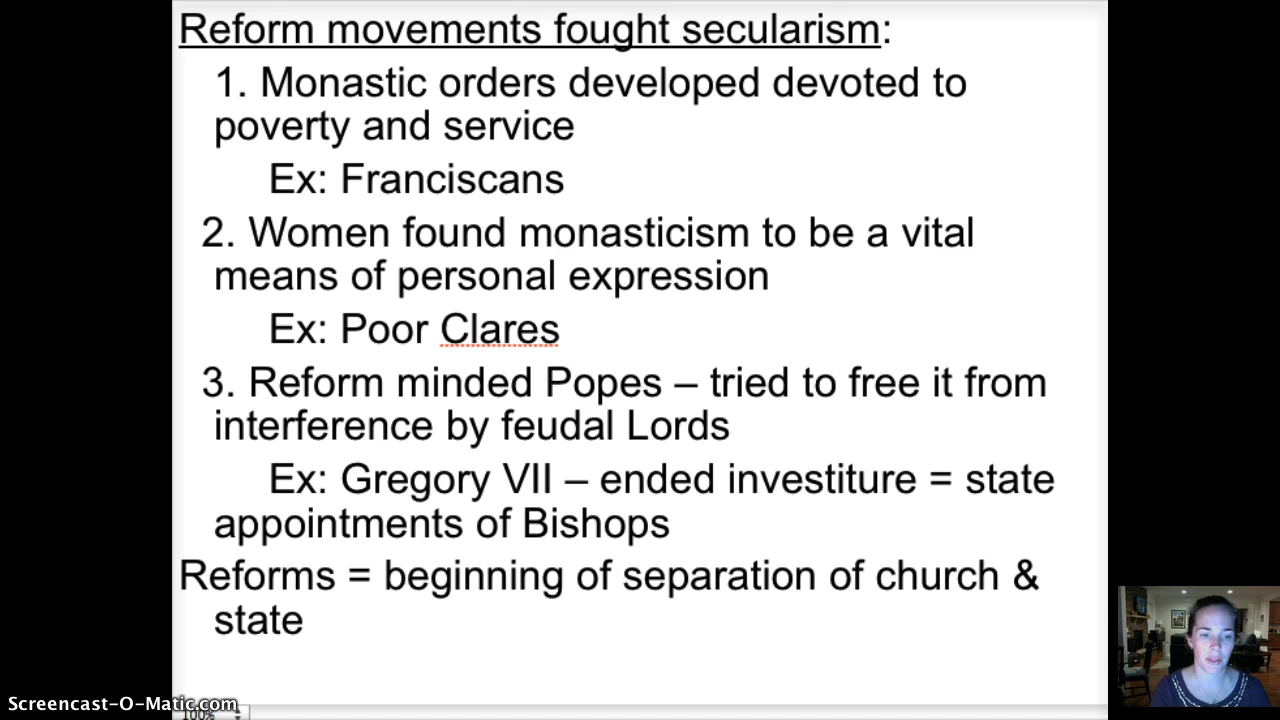 Reform movements fought secularism:
1. Monastic orders developed devoted to
poverty and service
Ex: Franciscans
2. Women found monasticism to be a vital
means of personal expression
Ex: Poor Clares
3. Reform minded Popes – tried to free it from
interference by feudal Lords
Ex: Gregory VII – ended investiture = state
appointments of Bishops
Reforms = beginning of separation of church &
state
Screencast-O-Matic.com
100%